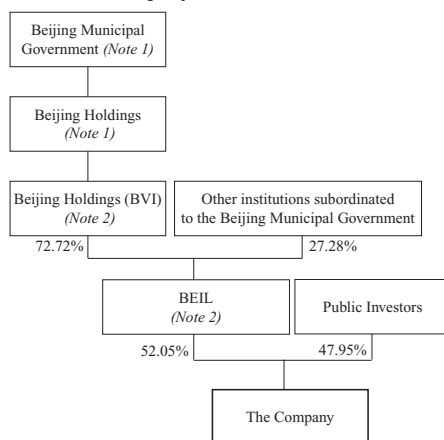 Beijing Municipal
Government (Note 1)
Beijing Holdings
(Note 1)
Beijing Holdings (BVI)
(Note 2)
Other institutions subordinated
to the Beijing Municipal Government
72.72%
27.28%
BEIL
(Note 2)
Public Investors
52.05%
47.95%
The Company